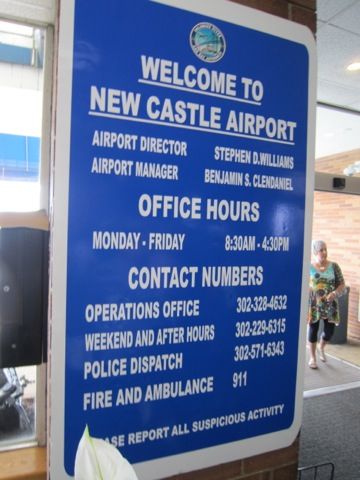 WELCOME TO
NEW CASTLE AIRPORT
AIRPORT DIRECTOR STEPHEN D.WILLIAMS
AIRPORT MANAGER BENJAMIN S. CLENDANIEL
OFFICE HOURS
MONDAY - FRIDAY 8:30AM - 4:30PM
CONTACT NUMBERS
OPERATIONS OFFICE 302-328-4632
WEEKEND AND AFTER HOURS 302-229-6315
POLICE DISPATCH 302-571-6343
FIRE AND AMBULANCE 911
REPORT ALL SUSPICIOUS ACTIVITY